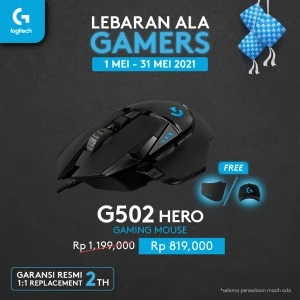 logitech
LEBARAN ALA
GAMERS
1 MEI - 31 MEI 2021
FREE
G502 HERO
GAMING MOUSE
Rp 1,199,000 Rp 819,000
GARANSI RESMI
1:1 REPLACEMENT 2TH
*selama persediaan masih ada